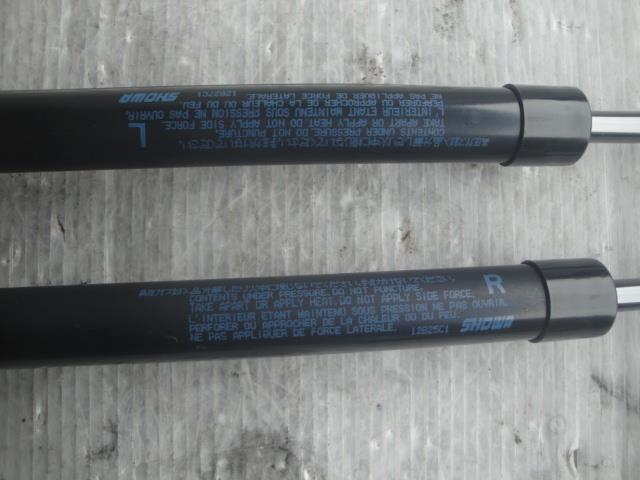 SHOWA
12B27C1
L
CONTENTS UNDER PRESSURE.DO NOT PUNCTURE.
TAKE APART OR APPLY HEAT.DO NOT APPLY SIDE FORCE.
L'INTERIEUR ETANT MAINTENU SOUS PRESSION NE PAS OUVRIR,
PERFORER OU APPROCHER DE LA CHALEUR OU DU FEU.
NE PAS APPLIQUER DE FORCE LATERALE.
R
CONTENTS UNDER PRESSURE.DO NOT PUNCTURE.
TAKE APART OR APPLY HEAT.DO NOT APPLY SIDE FORCE.
L'INTERIEUR ETANT MAINTENU SOUS PRESSION NE PAS OUVRIR,
PERFORER OU APPROCHER DE LA CHALEUR OU DU FEU.
NE PAS APPLIQUER DE FORCE LATERALE.
12B25C1
SHOWA